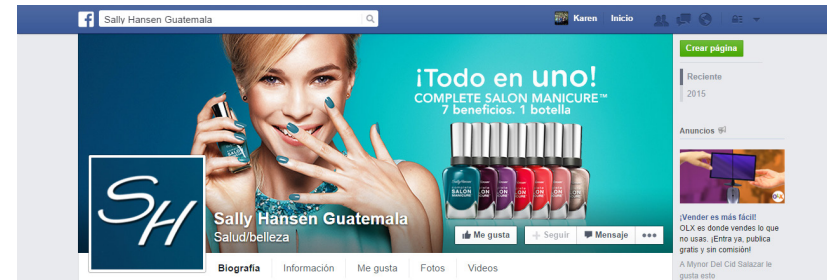 Sally Hansen Guatemala
Karen Inicio
Crear página
Reciente
2015
Anuncios
¡Todo en uno!
COMPLETE SALON MANICURE™
7 beneficios. 1 botella
SH
Sally Hansen Guatemala
Salud/belleza
Me gusta
Seguir
Mensaje
Biografía Información Me gusta Fotos Videos
¡Vender es más fácil!
OLX es donde vendes lo que
no usas. ¡Entra ya, publica
gratis y sin comisión!
A Mynor Del Cid Salazar le
gusta esto